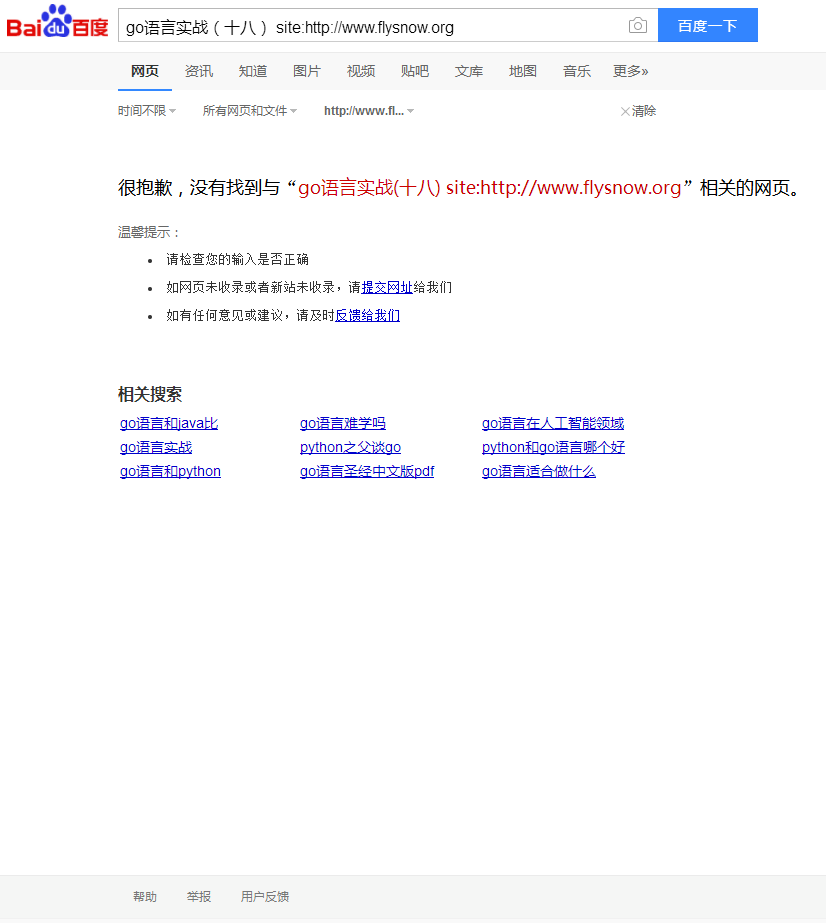 Bai du 百度 go语言实战（十八） site:http://www.flysnow.org 百度一下
网页 资讯 知道 图片 视频 贴吧 文库 地图 音乐 更多»
时间不限 所有网页和文件 http://www.fl... 清除
很抱歉，没有找到与“go语言实战(十八) site:http://www.flysnow.org”相关的网页。
温馨提示：
请检查您的输入是否正确
如网页未收录或者新站未收录，请提交网址给我们
如有任何意见或建议，请及时反馈给我们
相关搜索
go语言和java比 go语言难学吗 go语言在人工智能领域
go语言实战 python之父谈go python和go语言哪个好
go语言和python go语言圣经中文版pdf go语言适合做什么
帮助 举报 用户反馈